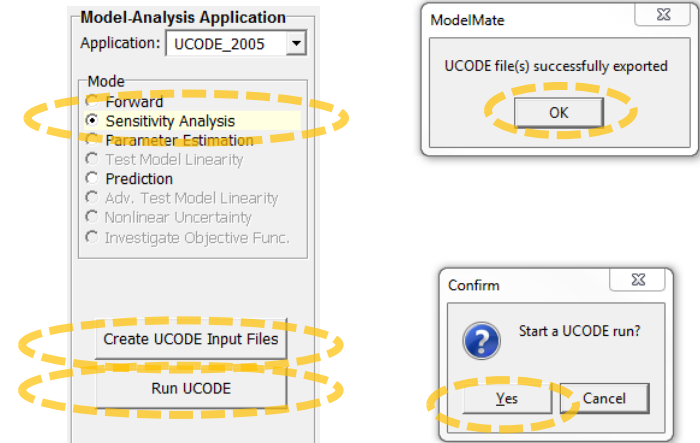 Model-Analysis Application
Application: UCODE_2005
Mode
Forward
Sensitivity Analysis
Parameter Estimation
Test Model Linearity
Prediction
Adv. Test Model Linearity
Nonlinear Uncertainty
Investigate Objective Func.
Create UCODE Input Files
Run UCODE
ModelMate
UCODE file(s) successfully exported
OK
Confirm
Start a UCODE run?
Yes Cancel